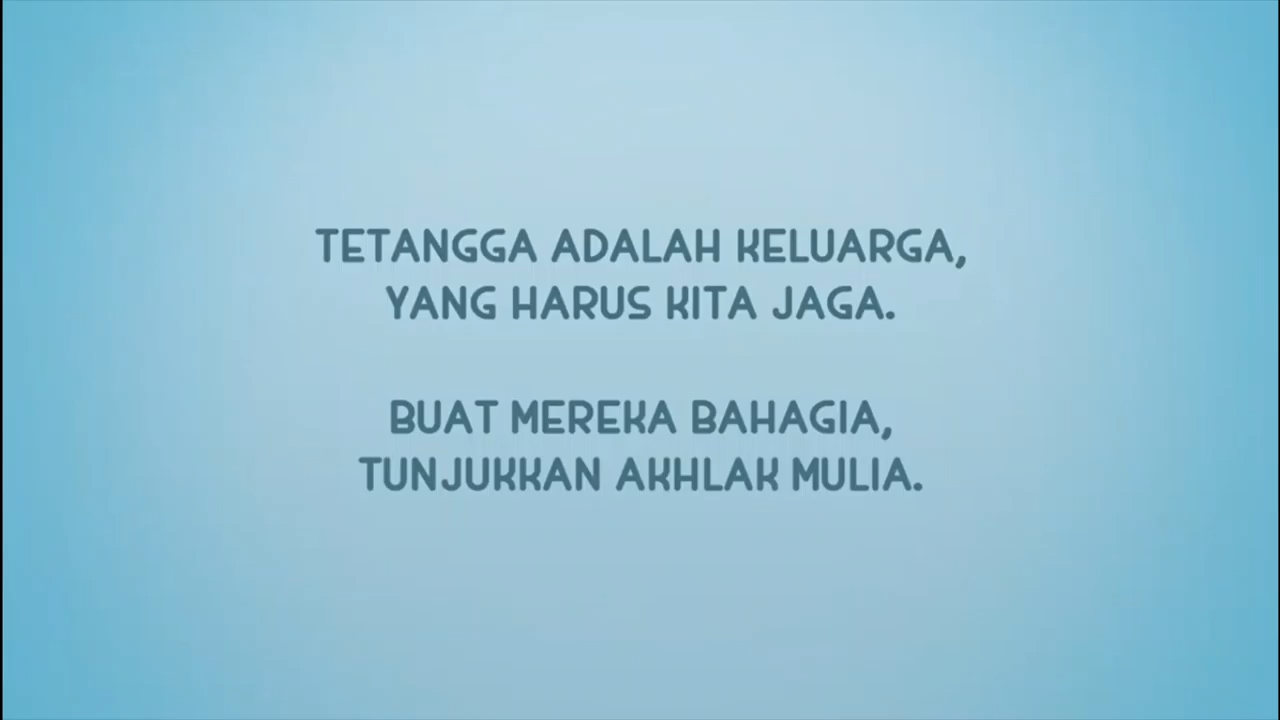 TETANGGA ADALAH KELUARGA,
YANG HARUS KITA JAGA.
BUAT MEREKA BAHAGIA,
TUNJUKKAN AKHLAK MULIA.